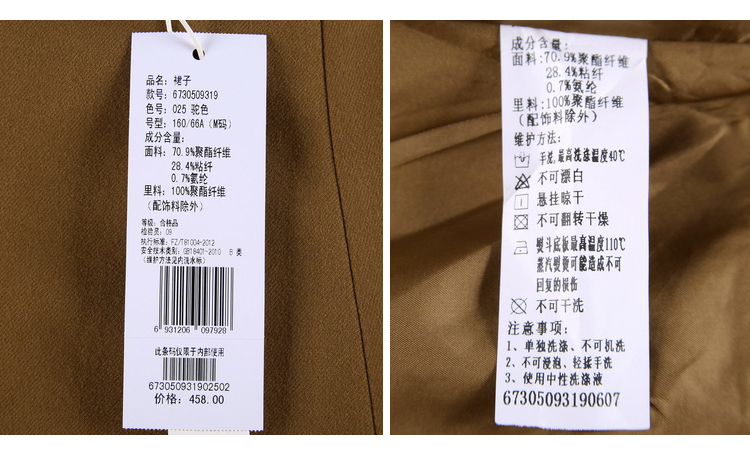 品名：裙子
款号：6730509319
色号：025 驼色
号型：160/66A（M码）
成分含量：
面料：70.9%聚酯纤维
28.4%粘纤
0.7%氨纶
里料：100%聚酯纤维
（配饰料除外）
等级：合格品
检验员：09
执行标准：FZ/T81004-2012
安全技术类别：GB18401-2010 B 类
（维护方法见内洗水标）
6 931206 097928
此条码仅限于内部使用
673050931902502
价格：458.00
成分含量：
面料：70.9%聚酯纤维
28.4%粘纤
0.7%氨纶
里料：100%聚酯纤维
（配饰料除外）
维护方法：
手洗，最高洗涤温度40℃
不可漂白
悬挂晾干
不可翻转干燥
熨斗底板最高温度110℃
蒸汽熨烫可能造成不可
回复的损伤
不可干洗
注意事项：
1、单独洗涤、不可机洗
2、不可浸泡、轻揉手洗
3、使用中性洗涤液
67305093190607